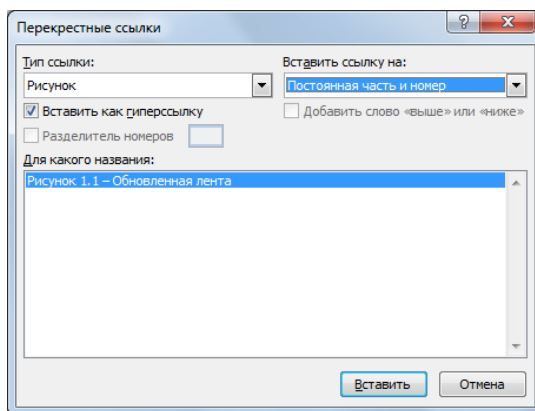 Перекрестные ссылки
Тип ссылки:
Вставить ссылку на:
Рисунок
Постоянная часть и номер
Вставить как гиперссылку
Добавить слово «выше» или «ниже»
Разделитель номеров
Для какого названия:
Рисунок 1.1 – Обновленная лента
Вставить
Отмена